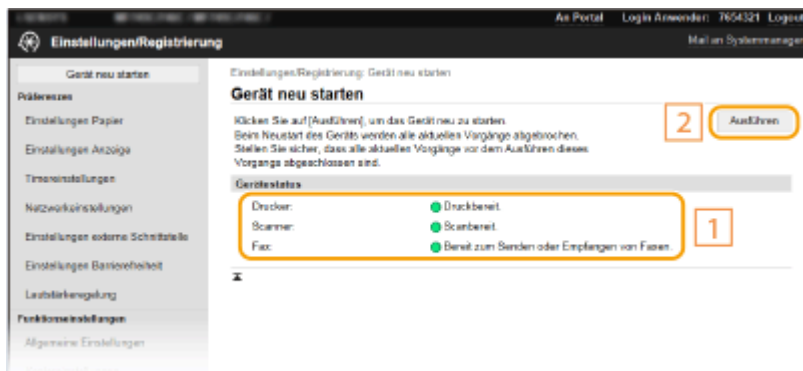 An Portal Login Anwender: 7654321 Logout
Einstellungen/Registrierung
Mail an Systemmanager
Gerät neu starten
Präferenzen
Einstellungen Papier
Einstellungen Anzeige
Timereinstellungen
Netzwerkeinstellungen
Einstellungen externe Schnittstelle
Einstellungen Barrierefreiheit
Lautstärkeregelung
Funktionseinstellungen
Allgemeine Einstellungen
Einstellungen/Registrierung: Gerät neu starten
Gerät neu starten
Klicken Sie auf [Ausführen], um das Gerät neu zu starten.
Beim Neustart des Geräts werden alle aktuellen Vorgänge abgebrochen.
Stellen Sie sicher, dass alle aktuellen Vorgänge vor dem Ausführen dieses
Vorgangs abgeschlossen sind.
2
Ausführen
Gerätestatus
Drucker: Druckbereit.
Scanner: Scanbereit.
Fax: Bereit zum Senden oder Empfangen von Faxen.
1